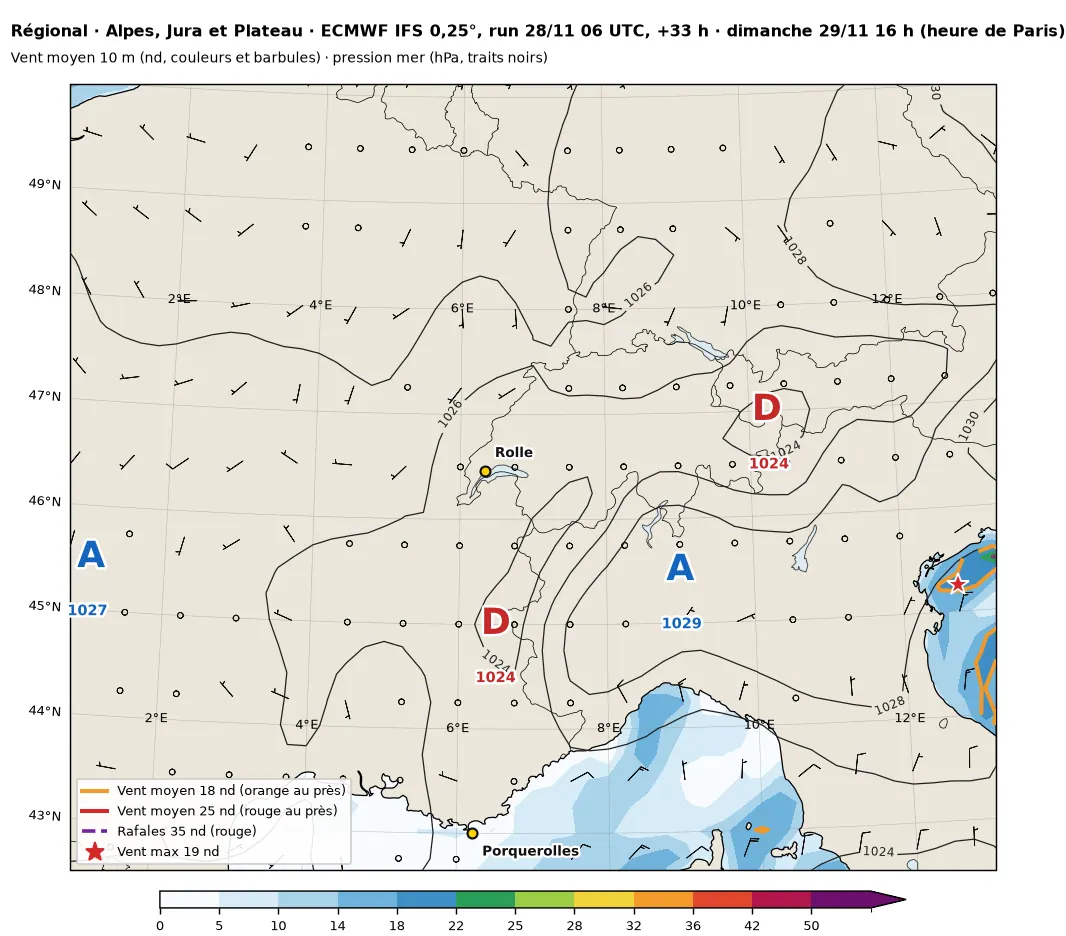 Régional · Alpes, Jura et Plateau · ECMWF IFS 0,25°, run 28/11 06 UTC, +33 h · dimanche 29/11 16 h (heure de Paris)
Vent moyen 10 m (nd, couleurs et barbules) · pression mer (hPa, traits noirs)
30
49°N
1028
48°N
2°E
4°E
6°E
8°E
1026
10°E
12°E
47°N
1026
D
1024
1024
1030
Rolle
46°N
A
1027
A
1029
45°N
D
1024
1024
44°N
2°E
4°E
6°E
8°E
10°E
1028
12°E
43°N
Vent moyen 18 nd (orange au près)
Vent moyen 25 nd (rouge au près)
Rafales 35 nd (rouge)
Vent max 19 nd
Porquerolles
1024
0 5 10 14 18 22 25 28 32 36 42 50